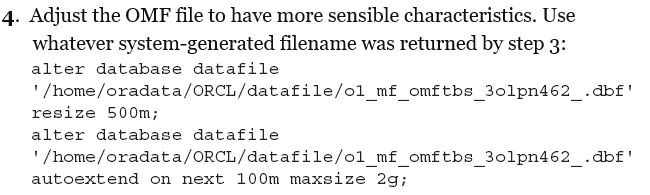 4. Adjust the OMF file to have more sensible characteristics. Use
whatever system-generated filename was returned by step 3:
alter database datafile
'/home/oradata/ORCL/datafile/o1_mf_omftbs_3olpn462_.dbf'
resize 500m;
alter database datafile
'/home/oradata/ORCL/datafile/o1_mf_omftbs_3olpn462_.dbf'
autoextend on next 100m maxsize 2g;